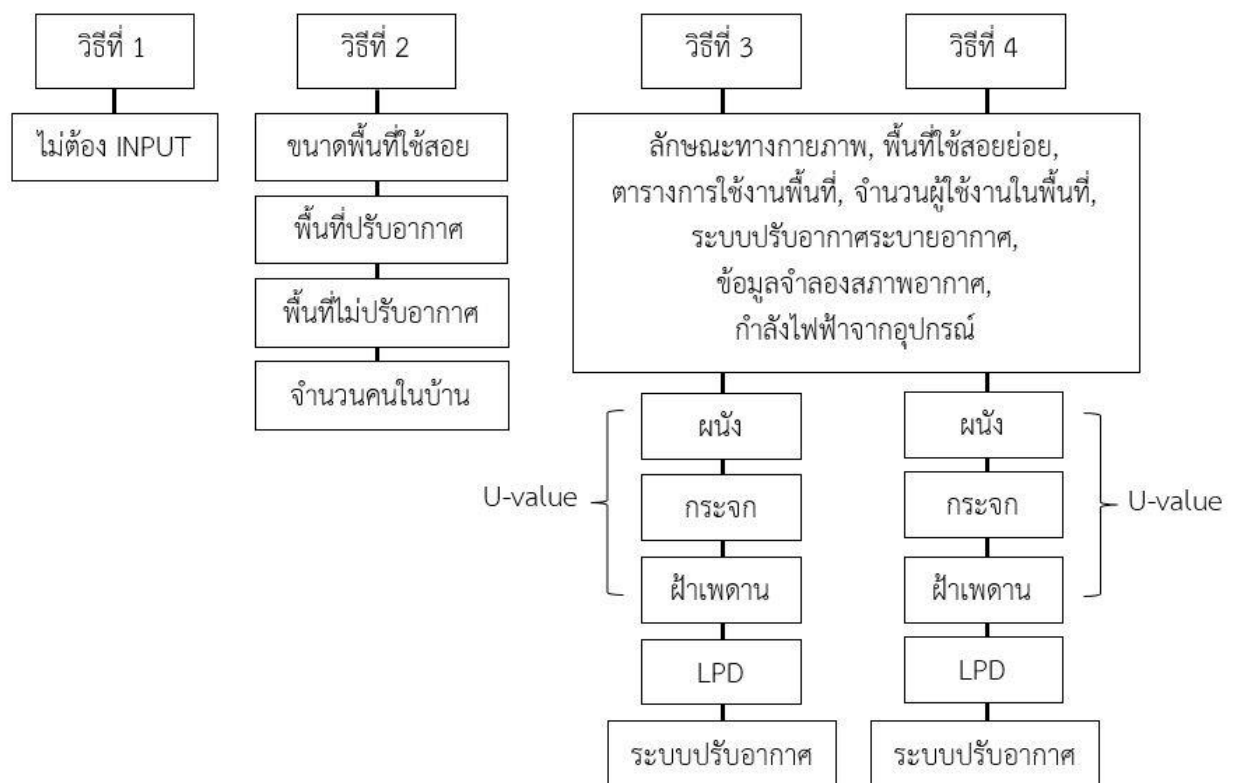 วิธีที่ 1
วิธีที่ 2
วิธีที่ 3
วิธีที่ 4
ไม่ต้อง INPUT
ขนาดพื้นที่ใช้สอย
พื้นที่ปรับอากาศ
พื้นที่ไม่ปรับอากาศ
จำนวนคนในบ้าน
ลักษณะทางกายภาพ, พื้นที่ใช้สอยย่อย,
ตารางการใช้งานพื้นที่, จำนวนผู้ใช้งานในพื้นที่,
ระบบปรับอากาศระบายอากาศ,
ข้อมูลจำลองสภาพอากาศ,
กำลังไฟฟ้าจากอุปกรณ์
U-value
ผนัง
กระจก
ฝ้าเพดาน
LPD
ระบบปรับอากาศ
ผนัง
กระจก
ฝ้าเพดาน
LPD
ระบบปรับอากาศ
U-value